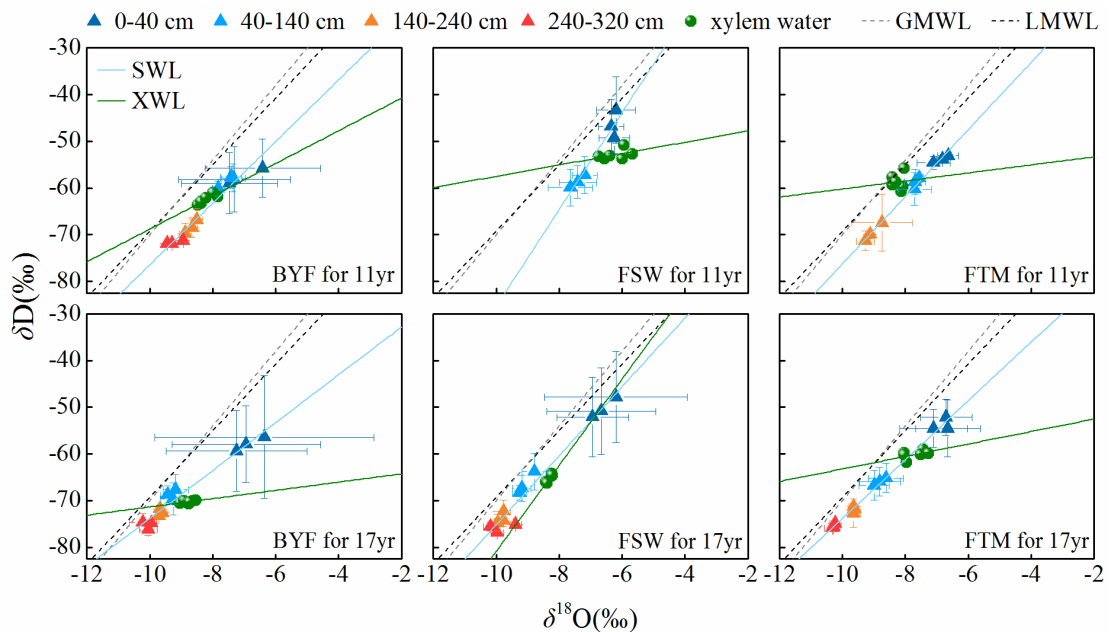 0-40 cm 40-140 cm 140-240 cm 240-320 cm xylem water GMWL LMWL
-30
-40
-50
-60
-70
-80
SWL
XWL
BYF for 11yr
FSW for 11yr
FTM for 11yr
δD(‰)
-30
-40
-50
-60
-70
-80
BYF for 17yr
FSW for 17yr
FTM for 17yr
-12 -10 -8 -6 -4 -2 -12 -10 -8 -6 -4 -2 -12 -10 -8 -6 -4 -2
δ¹⁸O(‰)